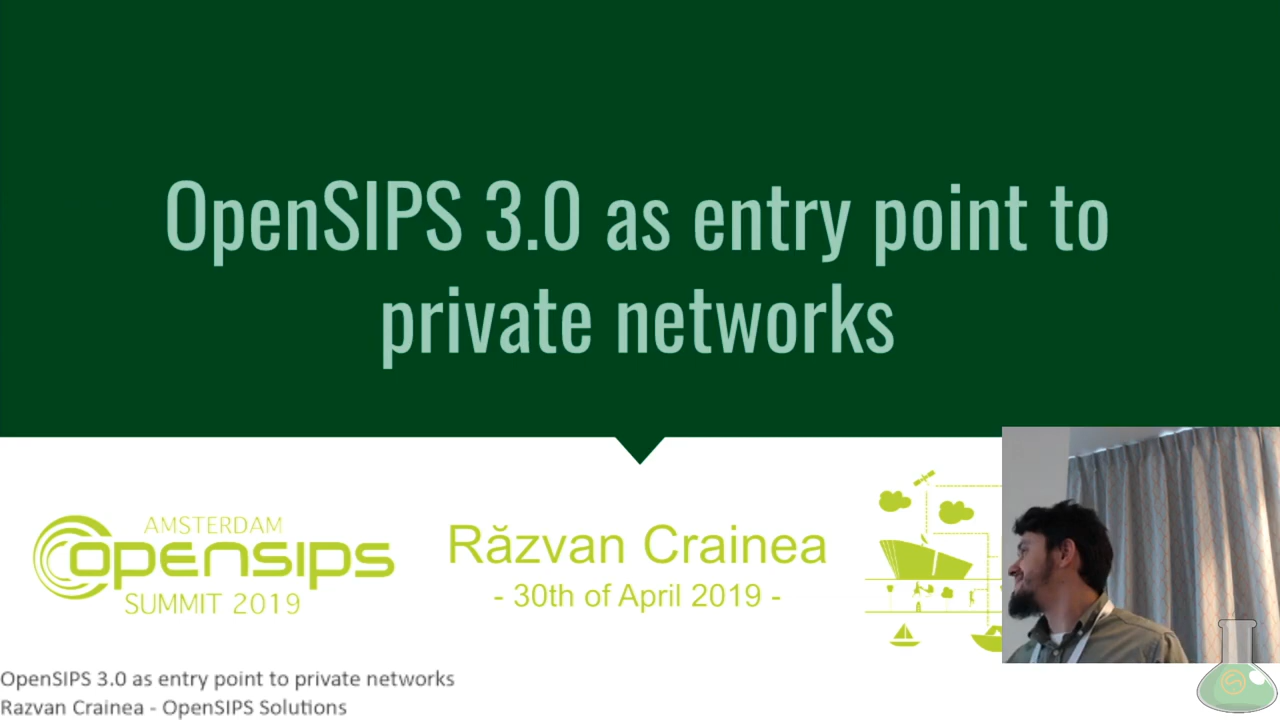 OpenSIPS 3.0 as entry point to
private networks
AMSTERDAM
opensips
SUMMIT 2019
Răzvan Crainea
- 30th of April 2019 -
OpenSIPS 3.0 as entry point to private networks
Razvan Crainea - OpenSIPS Solutions